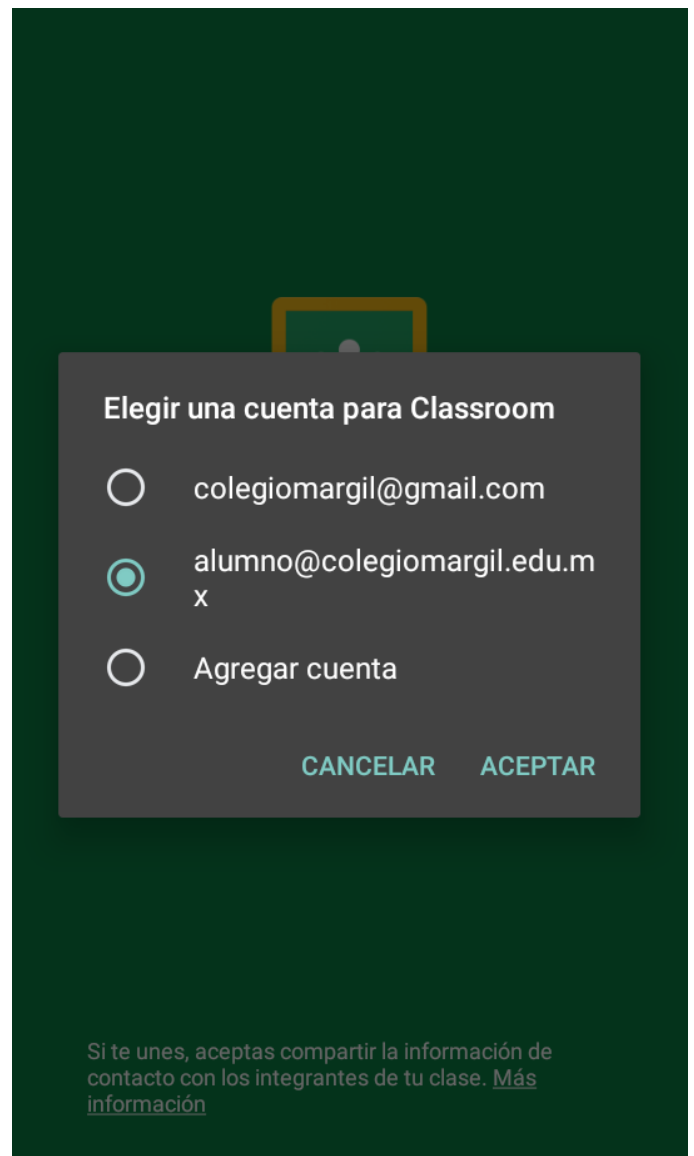 Elegir una cuenta para Classroom
colegiomargil@gmail.com
alumno@colegiomargil.edu.m
x
Agregar cuenta
CANCELAR ACEPTAR
Si te unes, aceptas compartir la información de
contacto con los integrantes de tu clase. Más
información